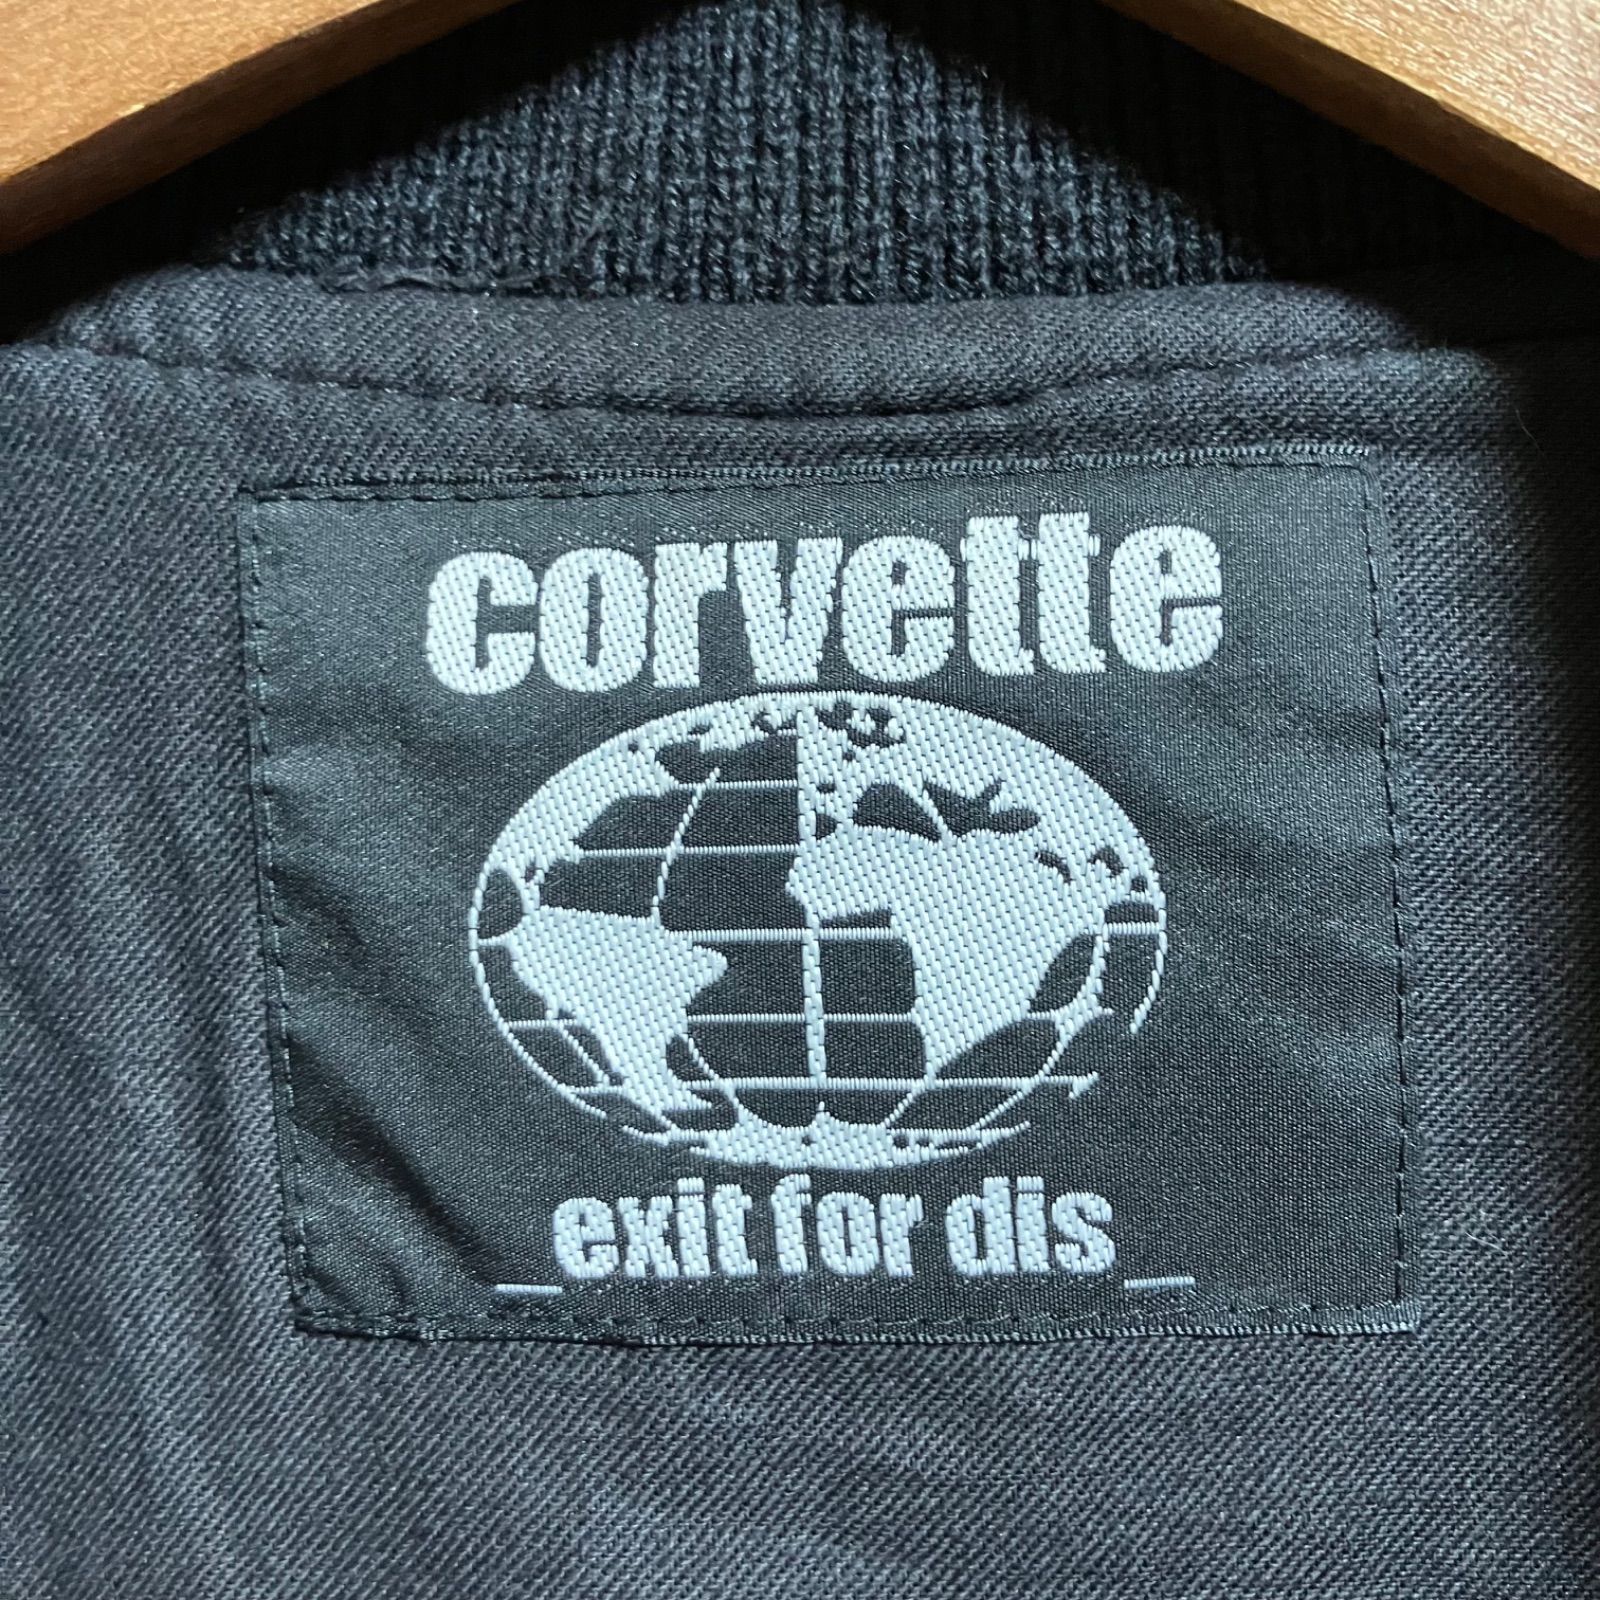 corvette
_exit for dis_